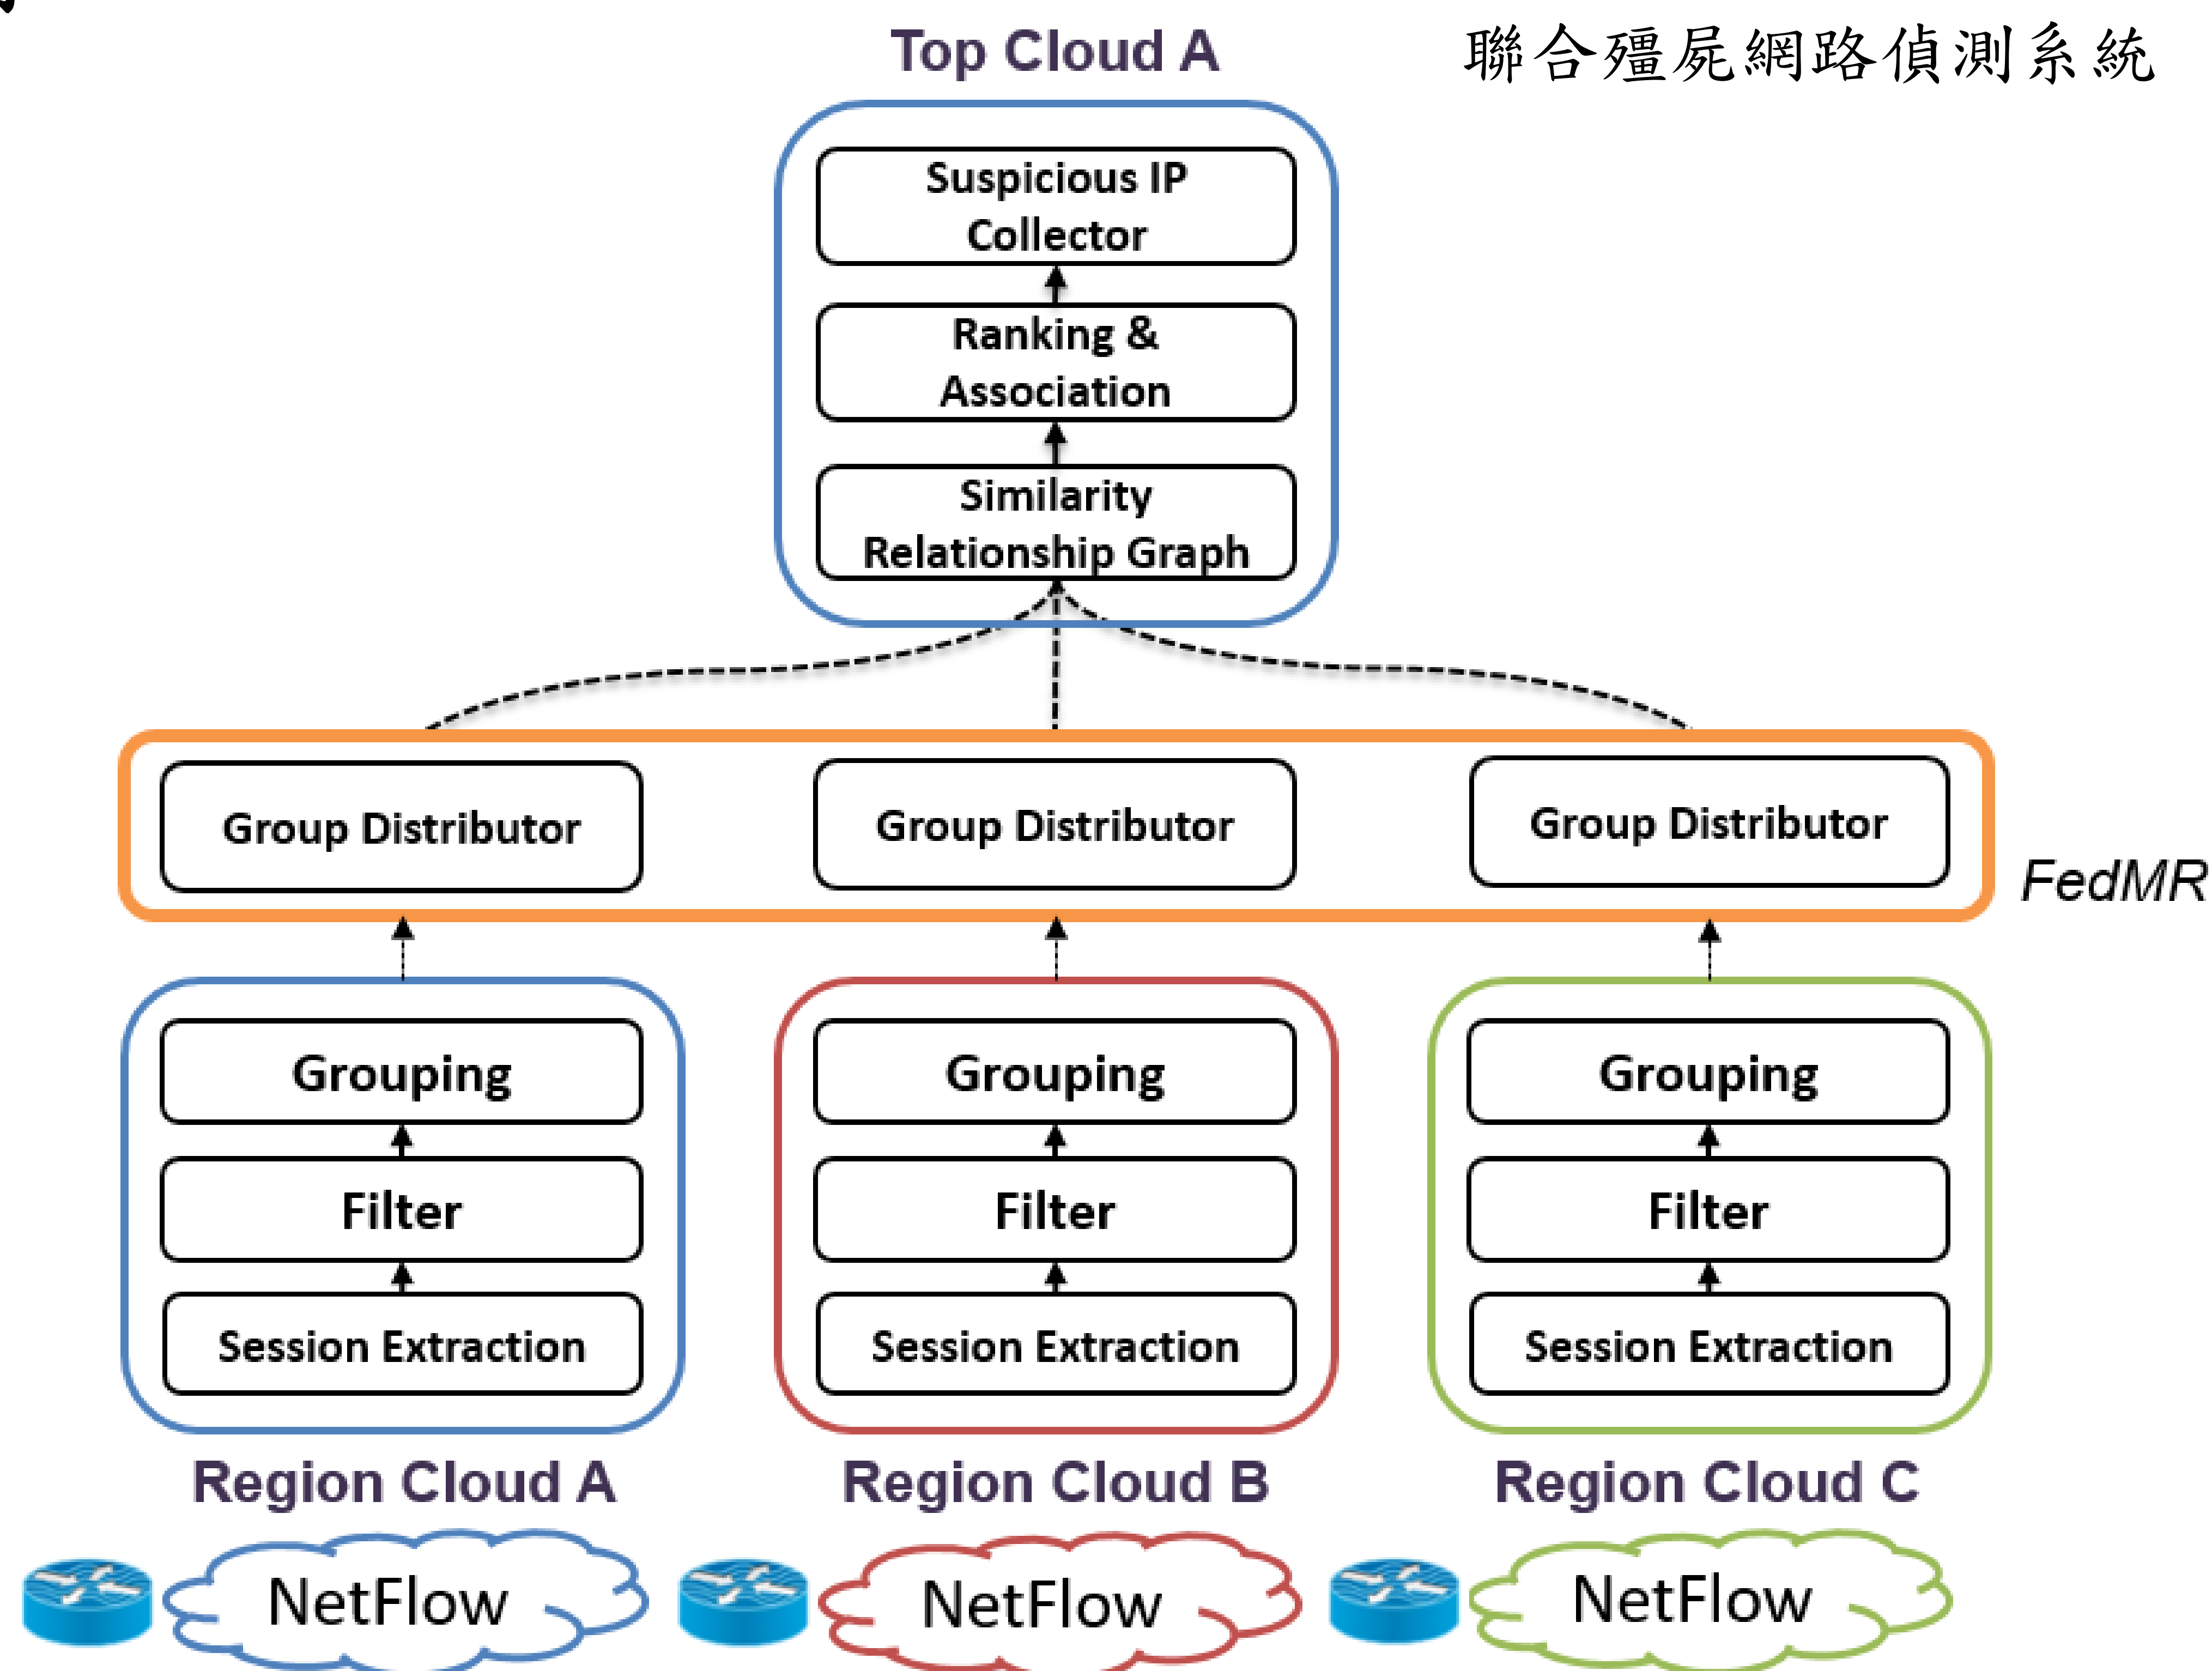 Top Cloud A
聯合殭屍網路偵測系統
Suspicious IP
Collector
Ranking &
Association
Similarity
Relationship Graph
Group Distributor
Group Distributor
Group Distributor
FedMR
Grouping
Grouping
Grouping
Filter
Filter
Filter
Session Extraction
Session Extraction
Session Extraction
Region Cloud A
Region Cloud B
Region Cloud C
NetFlow
NetFlow
NetFlow